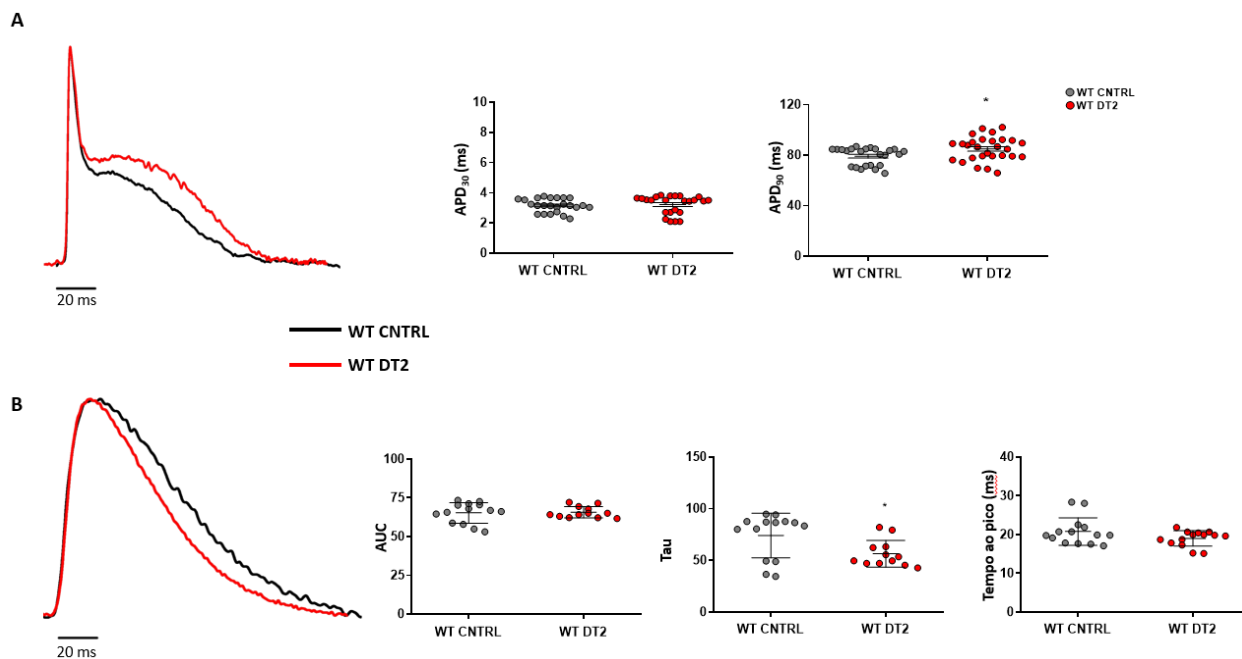 A
20 ms
10
8
6
4
2
0
APD30 (ms)
WT CNTRL
WT DT2
120
80
40
0
APD90 (ms)
*
WT CNTRL
WT DT2
WT CNTRL
WT DT2
WT CNTRL
WT DT2
B
20 ms
100
75
50
25
0
AUC
WT CNTRL
WT DT2
150
100
50
0
Tau
*
WT CNTRL
WT DT2
40
30
20
10
0
Tempo ao pico (ms)
WT CNTRL
WT DT2